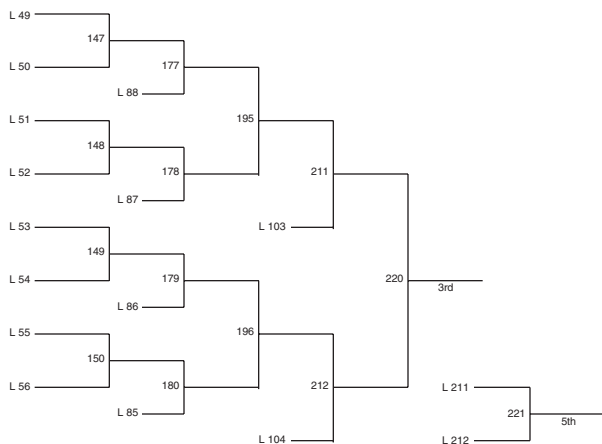 L 49
147
L 50
177
L 88
195
L 51
148
L 52
178
L 87
211
L 103
L 53
149
L 54
179
L 86
220
3rd
196
L 55
150
L 56
180
L 85
212
L 104
L 211
221
5th
L 212